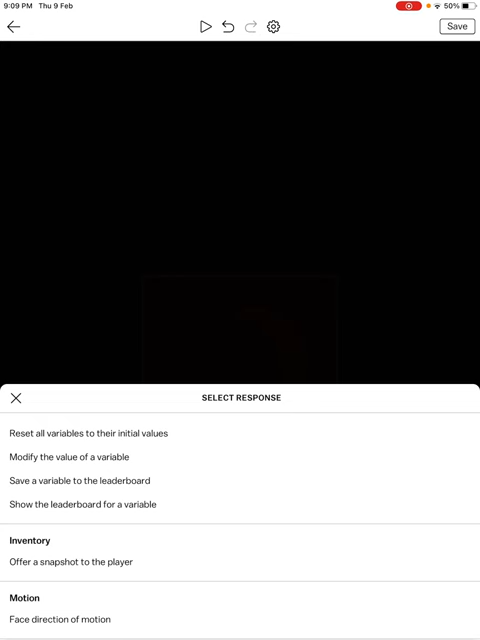 9:09 PM Thu 9 Feb 50%
Save
SELECT RESPONSE
Reset all variables to their initial values
Modify the value of a variable
Save a variable to the leaderboard
Show the leaderboard for a variable
Inventory
Offer a snapshot to the player
Motion
Face direction of motion